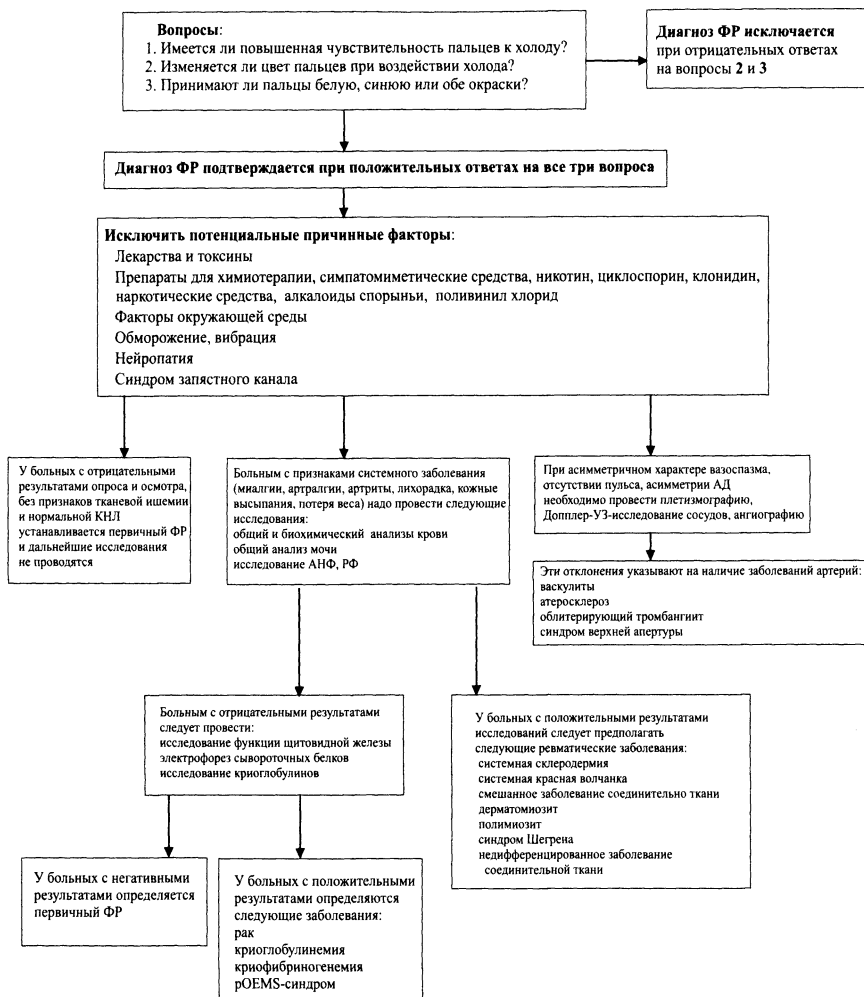 Вопросы:
1. Имеется ли повышенная чувствительность пальцев к холоду?
2. Изменяется ли цвет пальцев при воздействии холода?
3. Принимают ли пальцы белую, синюю или обе окраски?
Диагноз ФР исключается
при отрицательных ответах
на вопросы 2 и 3
Диагноз ФР подтверждается при положительных ответах на все три вопроса
Исключить потенциальные причинные факторы:
Лекарства и токсины
Препараты для химиотерапии, симпатомиметические средства, никотин, циклоспорин, клонидин,
наркотические средства, алкалоиды спорыньи, поливинил хлорид
Факторы окружающей среды
Обморожение, вибрация
Нейропатия
Синдром запястного канала
У больных с отрицательными
результатами опроса и осмотра,
без признаков тканевой ишемии
и нормальной КНЛ
устанавливается первичный ФР
и дальнейшие исследования
не проводятся
Больным с признаками системного заболевания
(миалгии, артралгии, артриты, лихорадка, кожные
высыпания, потеря веса) надо провести следующие
исследования:
общий и биохимический анализы крови
общий анализ мочи
исследование АНФ, РФ
При асимметричном характере вазоспазма,
отсутствии пульса, асимметрии АД
необходимо провести плетизмографию,
Допплер-УЗ-исследование сосудов, ангиографию
Эти отклонения указывают на наличие заболеваний артерий:
васкулиты
атеросклероз
облитерирующий тромбангиит
синдром верхней апертуры
Больным с отрицательными результатами
следует провести:
исследование функции щитовидной железы
электрофорез сывороточных белков
исследование криоглобулинов
У больных с положительными результатами
исследований следует предполагать
следующие ревматические заболевания:
системная склеродермия
системная красная волчанка
смешанное заболевание соединительно ткани
дерматомиозит
полимиозит
синдром Шегрена
недифференцированное заболевание
соединительной ткани
У больных с негативными
результатами определяется
первичный ФР
У больных с положительными
результатами определяются
следующие заболевания:
рак
криоглобулинемия
криофибриногенемия
pOEMS-синдром